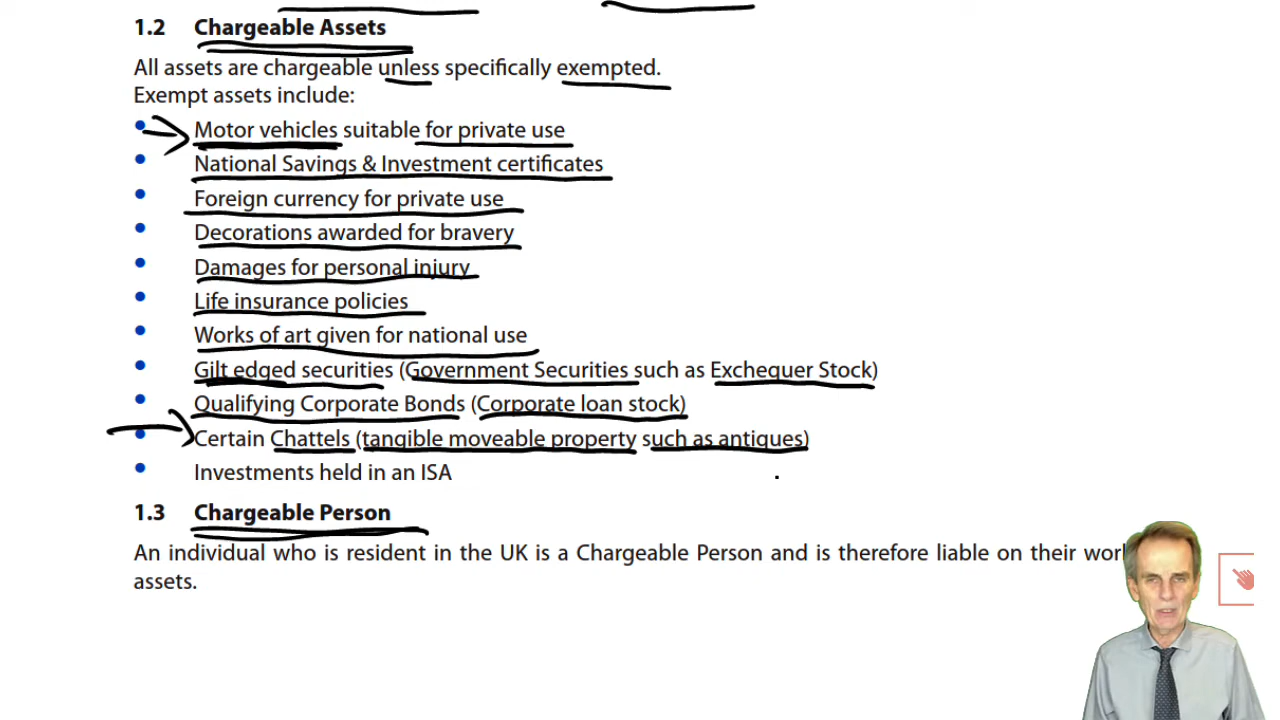 1.2 Chargeable Assets
All assets are chargeable unless specifically exempted.
Exempt assets include:
• Motor vehicles suitable for private use
• National Savings & Investment certificates
• Foreign currency for private use
• Decorations awarded for bravery
• Damages for personal injury
• Life insurance policies
• Works of art given for national use
• Gilt edged securities (Government Securities such as Exchequer Stock)
• Qualifying Corporate Bonds (Corporate loan stock)
• Certain Chattels (tangible moveable property such as antiques)
• Investments held in an ISA
1.3 Chargeable Person
An individual who is resident in the UK is a Chargeable Person and is therefore liable on their
assets.